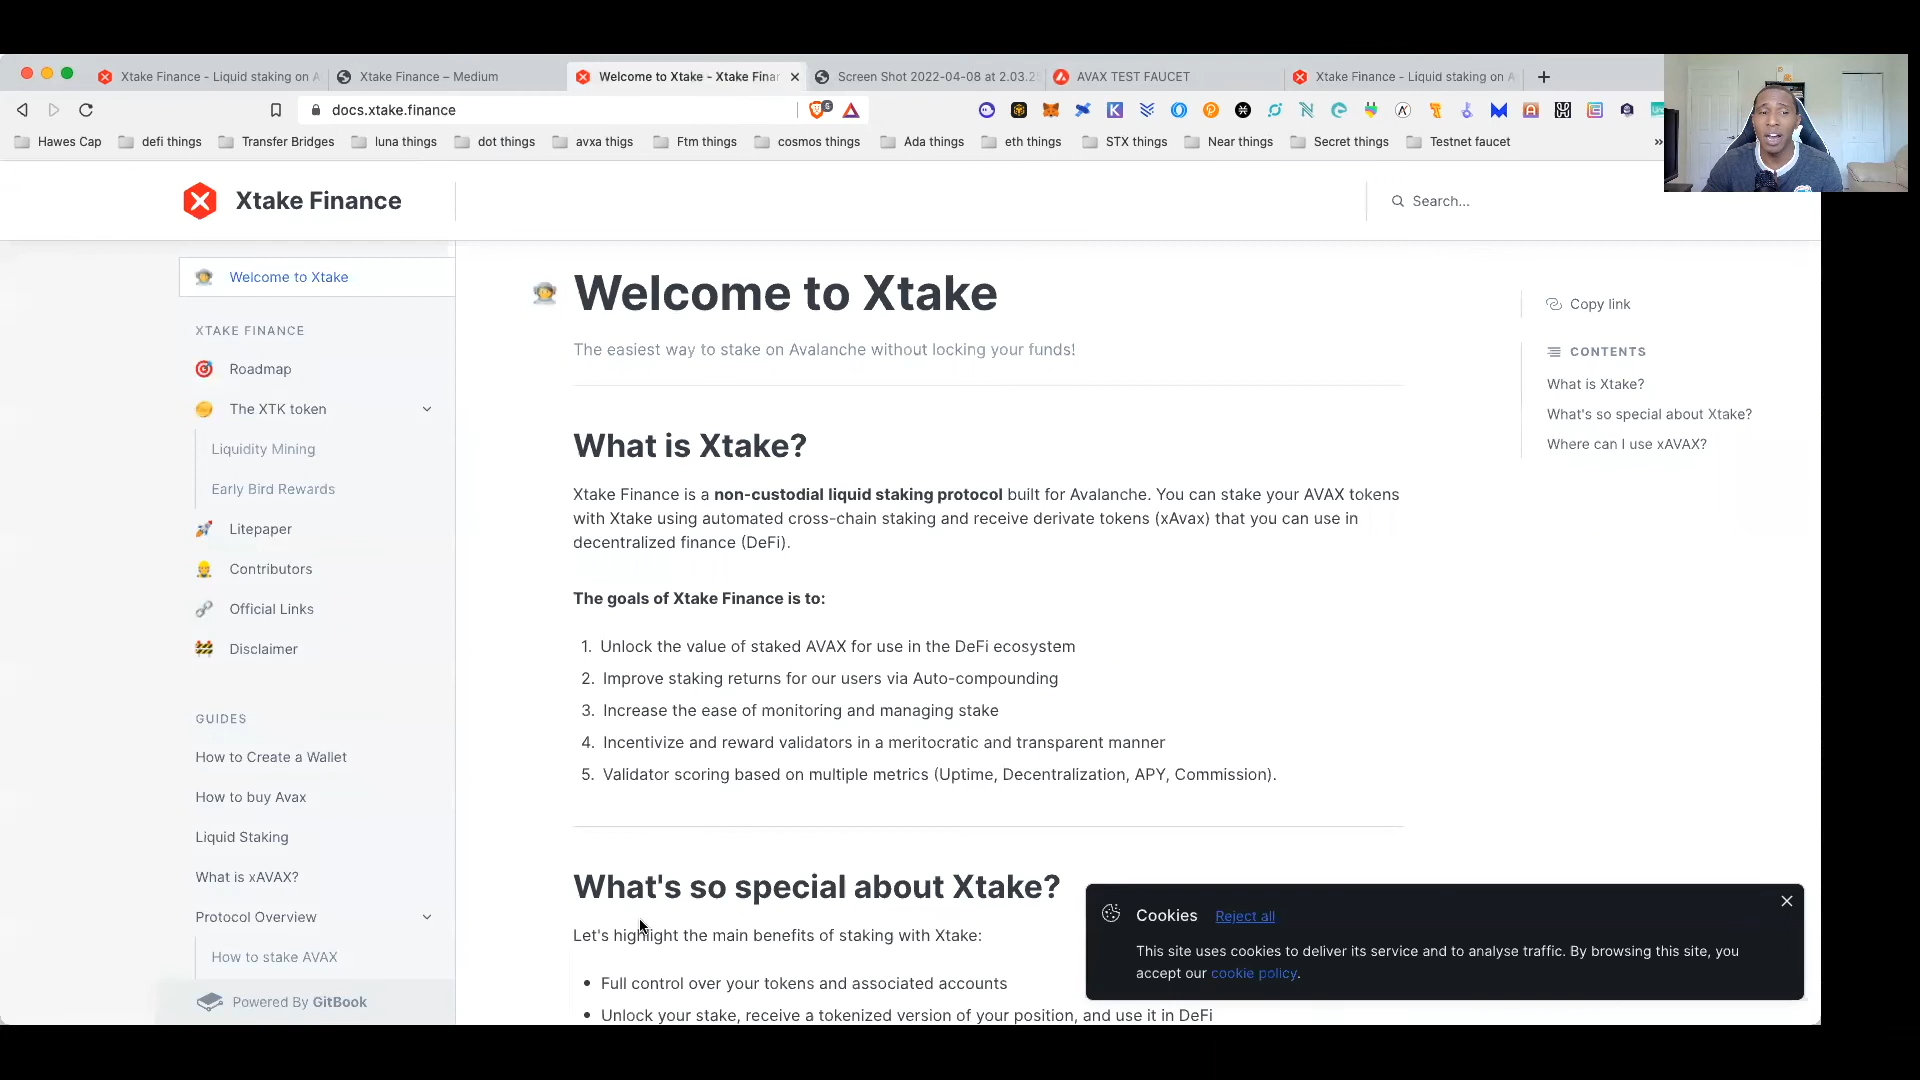 Xtake Finance - Liquid staking on A
Xtake Finance – Medium
Welcome to Xtake - Xtake Finan
Screen Shot 2022-04-08 at 2.03.2
AVAX TEST FAUCET
Xtake Finance - Liquid staking on A
docs.xtake.finance
Hawes Cap
defi things
Transfer Bridges
luna things
dot things
avxa thigs
Ftm things
cosmos things
Ada things
eth things
STX things
Near things
Secret things
Testnet faucet
»
Xtake Finance
Search...
Welcome to Xtake
XTAKE FINANCE
Roadmap
The XTK token
Liquidity Mining
Early Bird Rewards
Litepaper
Contributors
Official Links
Disclaimer
GUIDES
How to Create a Wallet
How to buy Avax
Liquid Staking
What is xAVAX?
Protocol Overview
How to stake AVAX
Powered By GitBook
Welcome to Xtake
The easiest way to stake on Avalanche without locking your funds!
What is Xtake?
Xtake Finance is a non-custodial liquid staking protocol built for Avalanche. You can stake your AVAX tokens
with Xtake using automated cross-chain staking and receive derivate tokens (xAvax) that you can use in
decentralized finance (DeFi).
The goals of Xtake Finance is to:
1. Unlock the value of staked AVAX for use in the DeFi ecosystem
2. Improve staking returns for our users via Auto-compounding
3. Increase the ease of monitoring and managing stake
4. Incentivize and reward validators in a meritocratic and transparent manner
5. Validator scoring based on multiple metrics (Uptime, Decentralization, APY, Commission).
What's so special about Xtake?
Let's highlight the main benefits of staking with Xtake:
• Full control over your tokens and associated accounts
• Unlock your stake, receive a tokenized version of your position, and use it in DeFi
Copy link
CONTENTS
What is Xtake?
What's so special about Xtake?
Where can I use xAVAX?
Cookies Reject all
This site uses cookies to deliver its service and to analyse traffic. By browsing this site, you
accept our cookie policy.